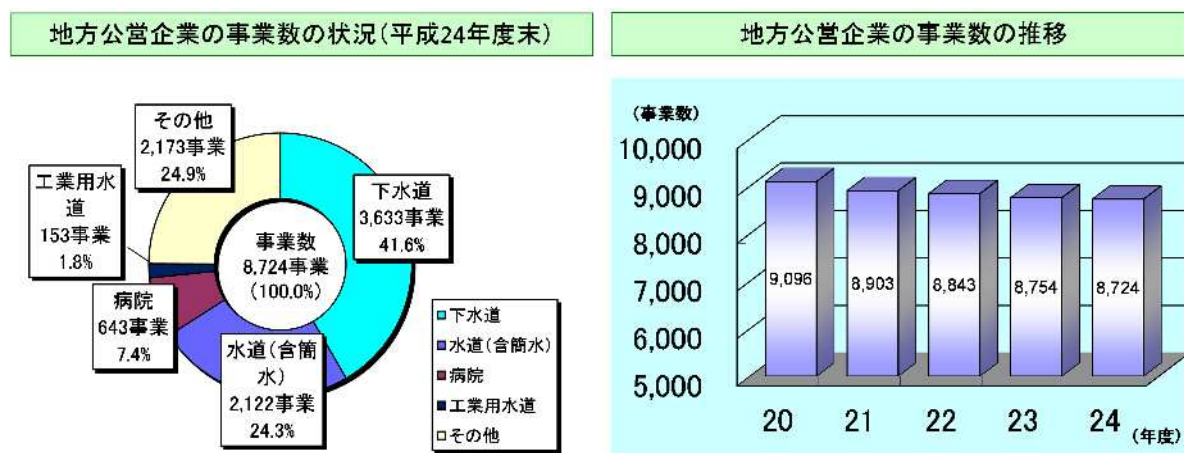 地方公営企業の事業数の状況(平成24年度末)
その他
2,173事業
24.9%
工業用水
道
153事業
1.8%
病院
643事業
7.4%
下水道
3,633事業
41.6%
事業数
8,724事業
(100.0%)
水道(含簡
水)
2,122事業
24.3%
下水道
水道(含簡水)
病院
工業用水道
その他
地方公営企業の事業数の推移
(事業数)
10,000
9,000
8,000
7,000
6,000
5,000
9,096
8,903
8,843
8,754
8,724
20 21 22 23 24
(年度)